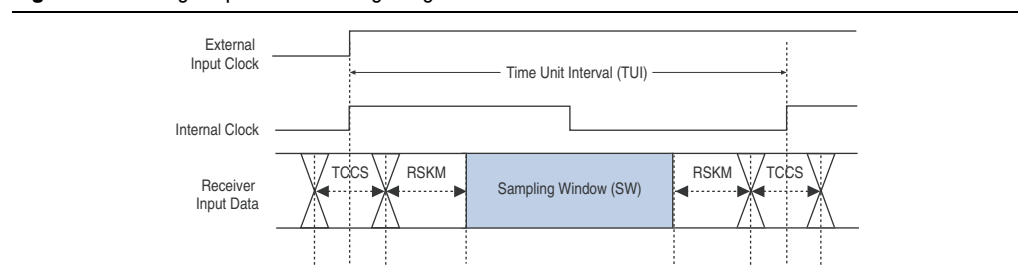 External
Input Clock
Time Unit Interval (TUI)
Internal Clock
Receiver
Input Data
TCCS
RSKM
Sampling Window (SW)
RSKM
TCCS